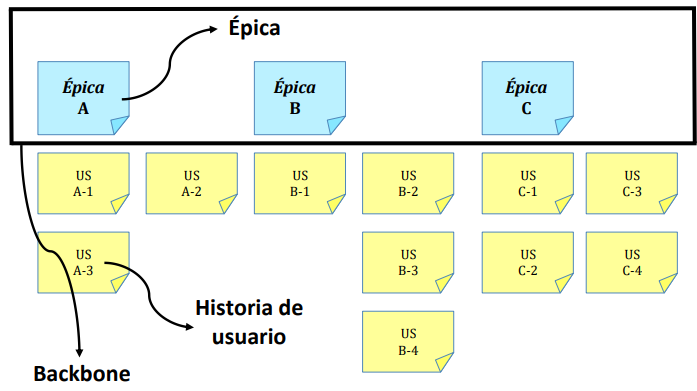 Épica
Épica
A
Épica
B
Épica
C
US
A-1
US
A-2
US
B-1
US
B-2
US
C-1
US
C-3
US
A-3
US
B-3
US
C-2
US
C-4
Historia de
usuario
US
B-4
Backbone